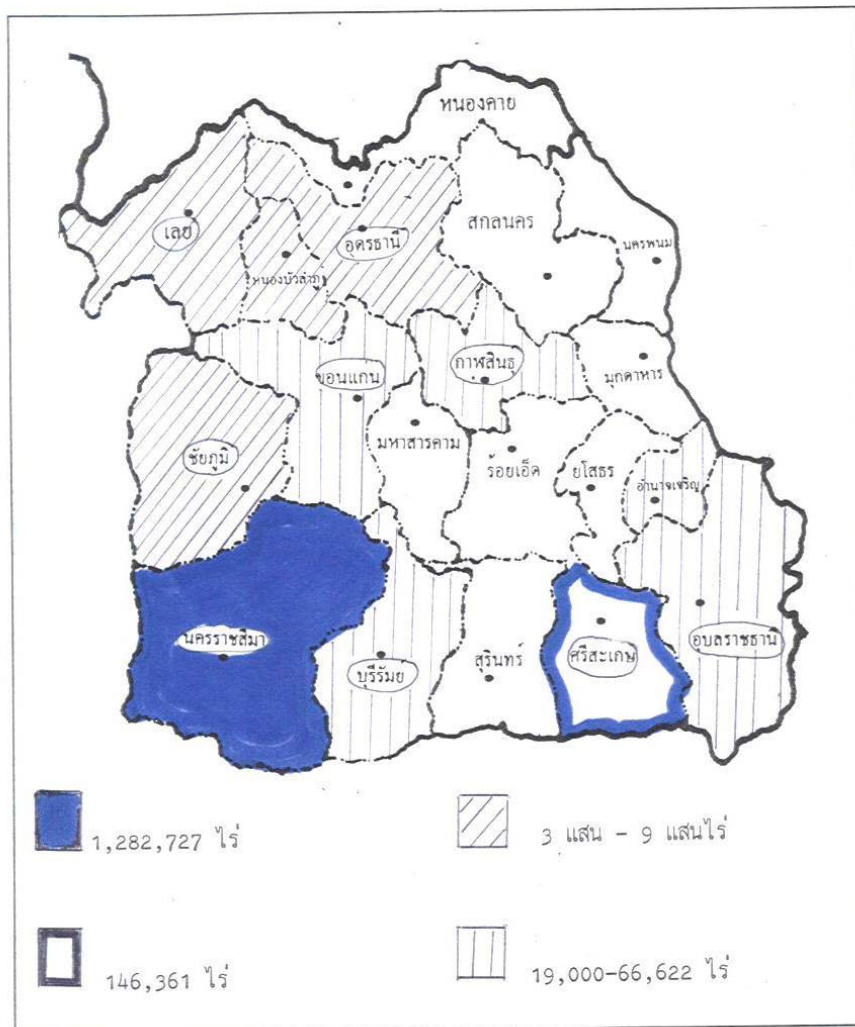 หนองคาย
สกลนคร
นครพนม
เลย
อุดรธานี
หนองบัวลำภู
ขอนแก่น
กาฬสินธุ์
มุกดาหาร
มหาสารคาม
ร้อยเอ็ด
ยโสธร
อำนาจเจริญ
ชัยภูมิ
นครราชสีมา
บุรีรัมย์
สุรินทร์
ศรีสะเกษ
อุบลราชธานี
1,282,727 ไร่
3 แสน - 9 แสนไร่
146,361 ไร่
19,000-66,622 ไร่